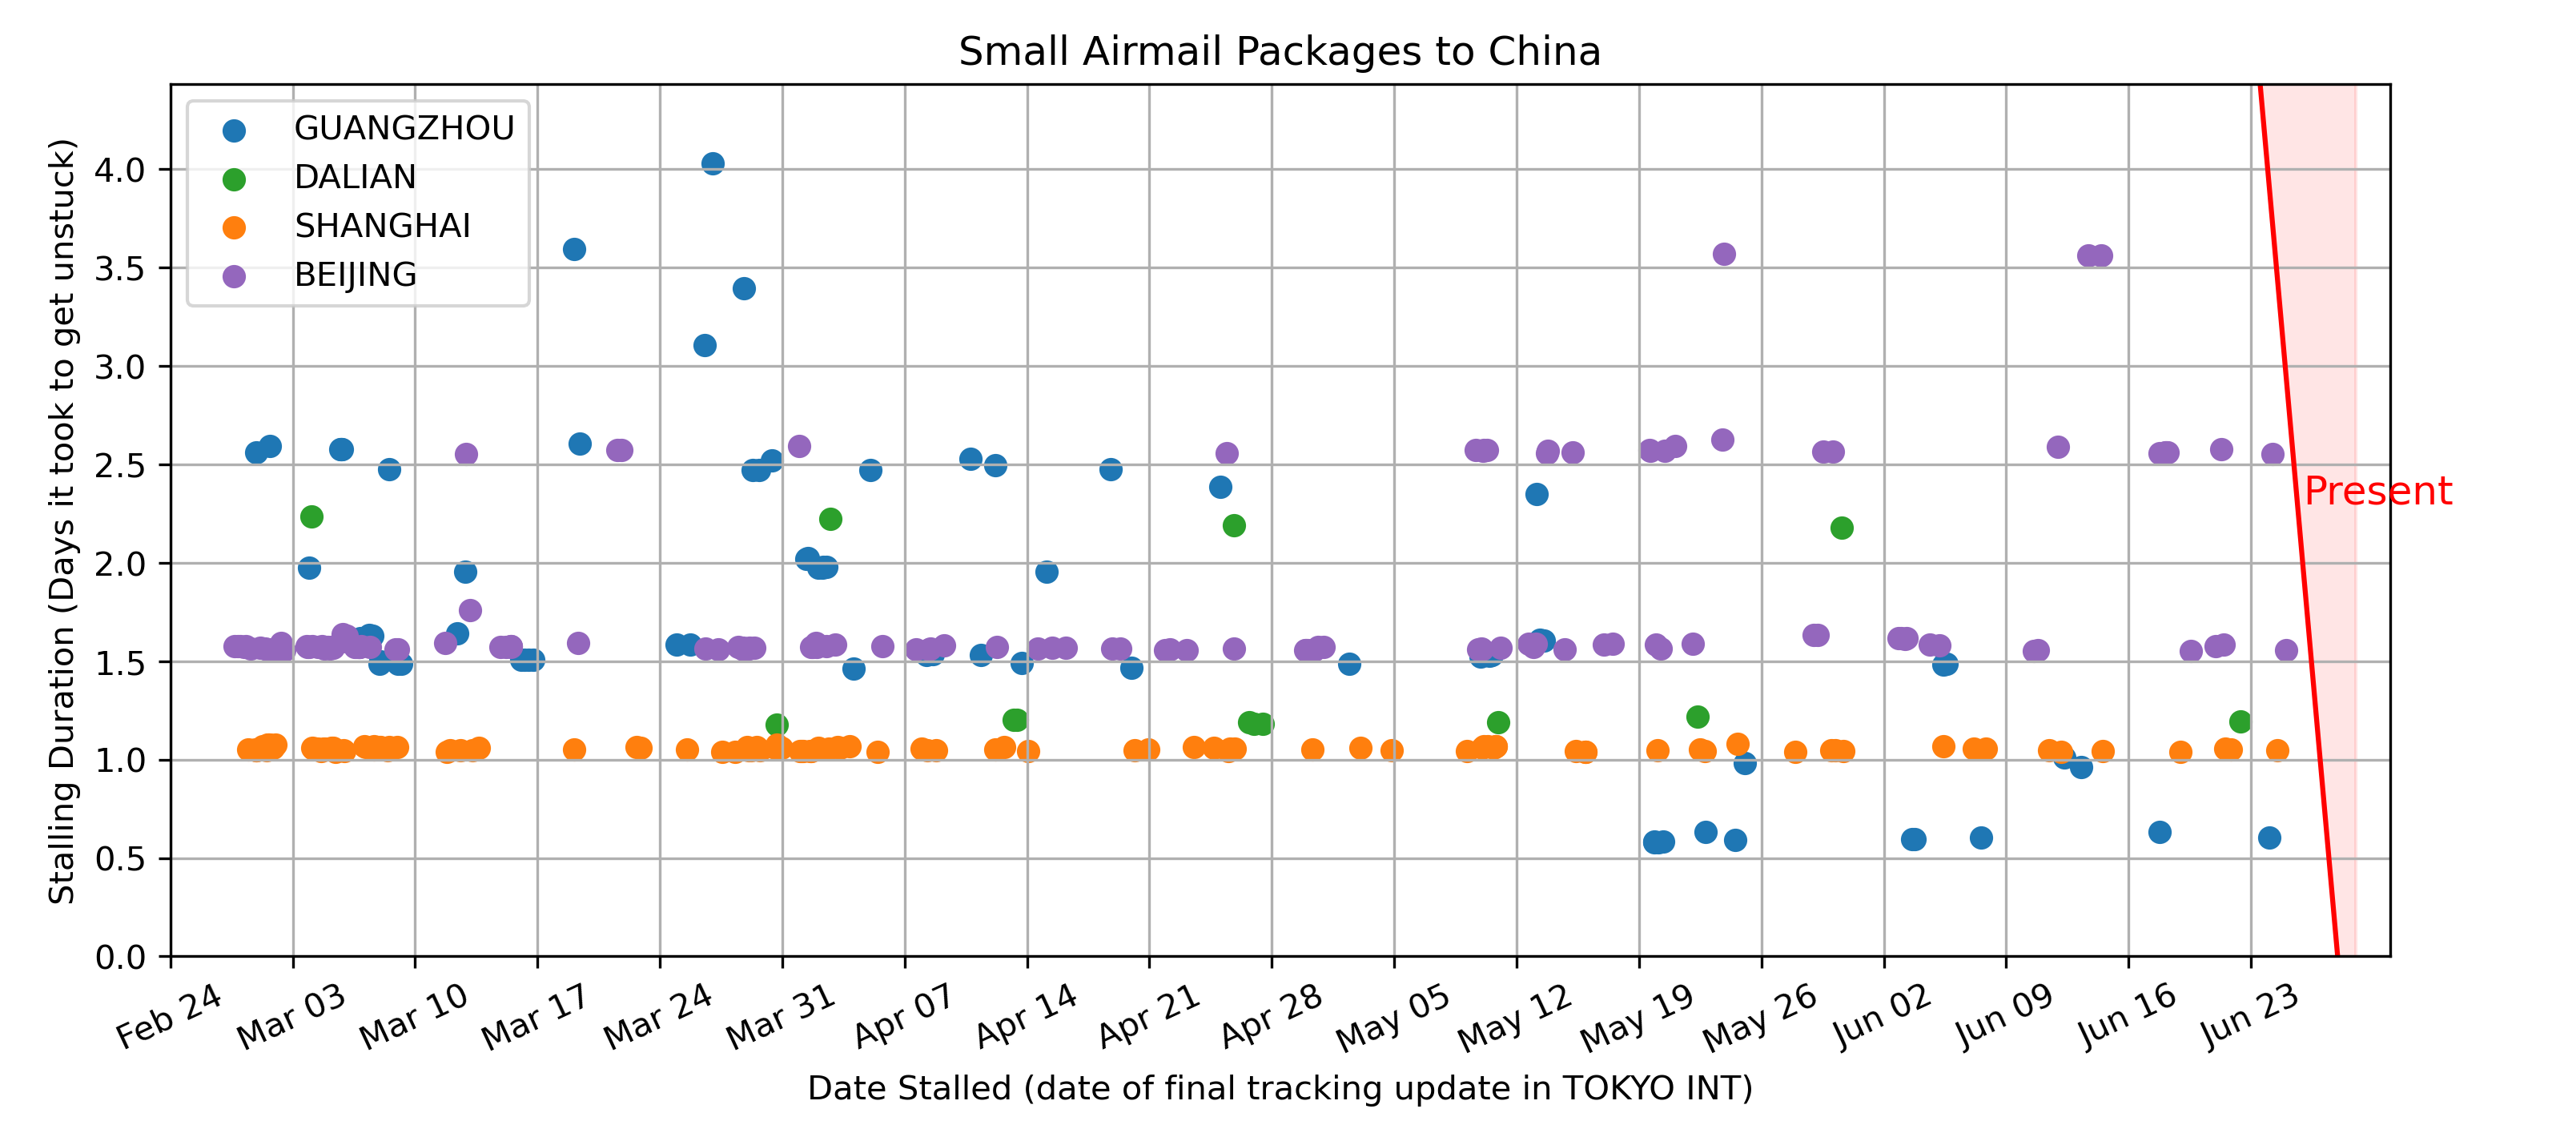 Small Airmail Packages to China
GUANGZHOU
DALIAN
SHANGHAI
BEIJING
Stalling Duration (Days it took to get unstuck)
4.0
3.5
3.0
2.5
2.0
1.5
1.0
0.5
0.0
Present
Feb 24
Mar 03
Mar 10
Mar 17
Mar 24
Mar 31
Apr 07
Apr 14
Apr 21
Apr 28
May 05
May 12
May 19
May 26
Jun 02
Jun 09
Jun 16
Jun 23
Date Stalled (date of final tracking update in TOKYO INT)